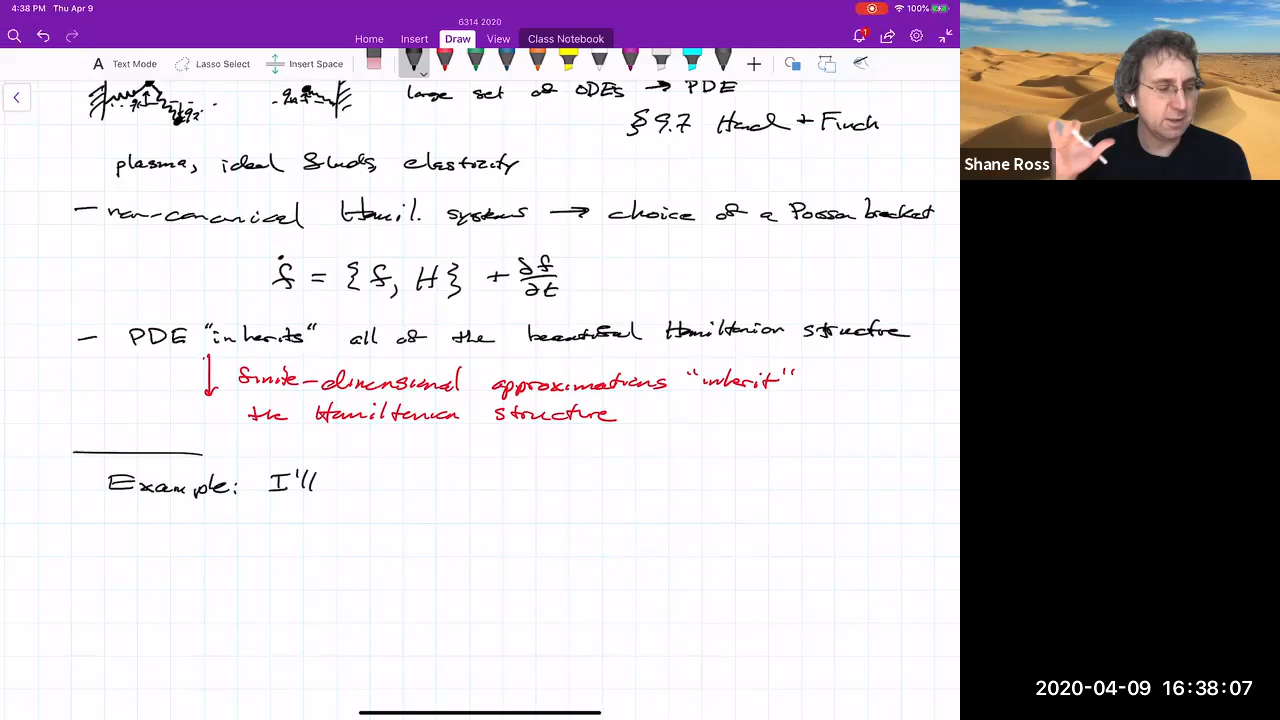 4:38 PM Thu Apr 9
100%
6314 2020
Home Insert Draw View Class Notebook
Text Mode Lasso Select Insert Space
large set of ODEs → PDE
§ 9.7 Hand + Finch
plasma, ideal fluids, elasticity
- non-canonical Hamil. systems → choice of a Poisson bracket
ḟ = {f, H} + ∂f/∂t
- PDE "inherits" all of the beautiful Hamiltonian structure
↓ finite-dimensional approximations "inherit"
the Hamiltonian structure
Example: I'll
Shane Ross
2020-04-09 16:38:07